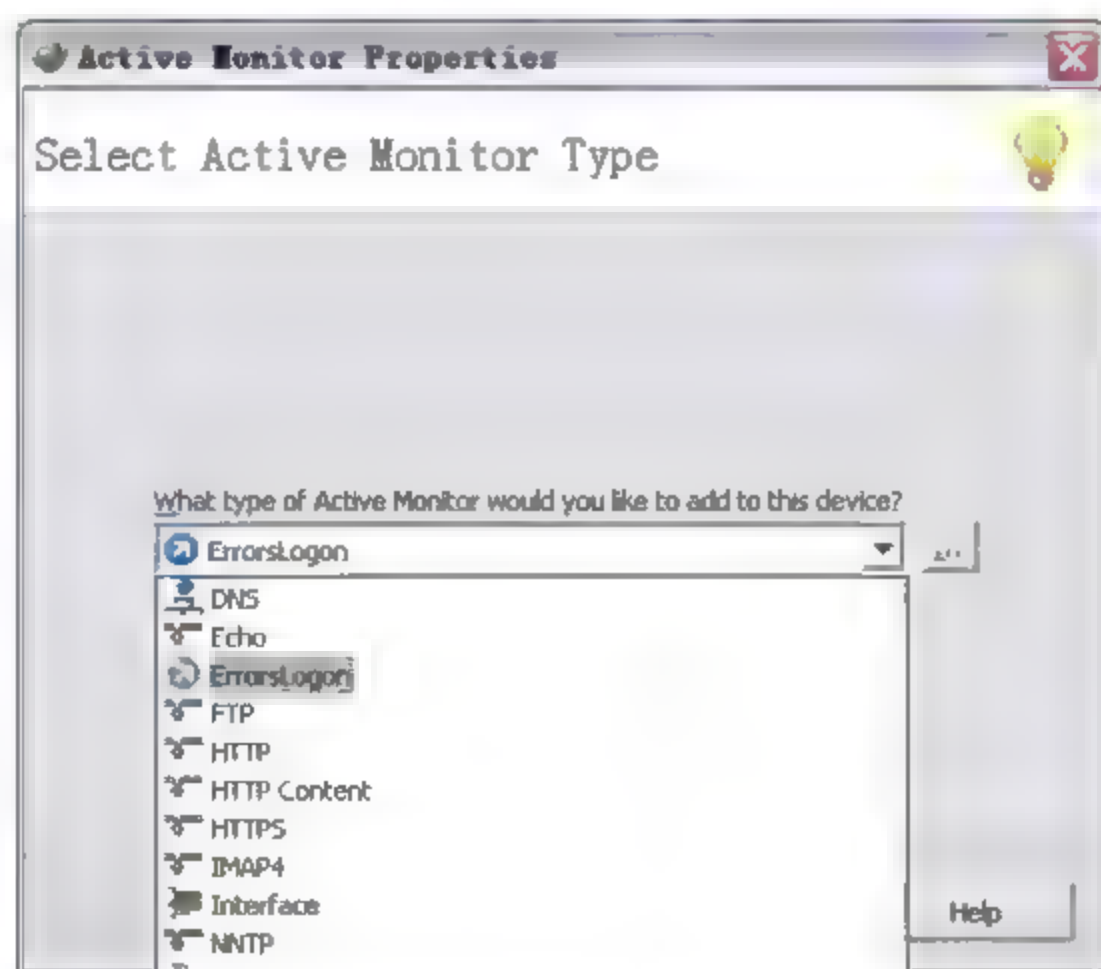 Active Monitor Properties
Select Active Monitor Type
What type of Active Monitor would you like to add to this device?
ErrorsLogon
...
DNS
Echo
ErrorsLogon
FTP
HTTP
HTTP Content
HTTPS
IMAP4
Interface
NNTP
Help